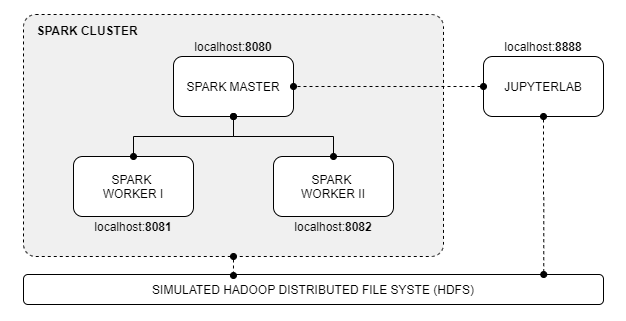 SPARK CLUSTER
localhost:8080
localhost:8888
SPARK MASTER
JUPYTERLAB
SPARK
WORKER I
SPARK
WORKER II
localhost:8081
localhost:8082
SIMULATED HADOOP DISTRIBUTED FILE SYSTE (HDFS)